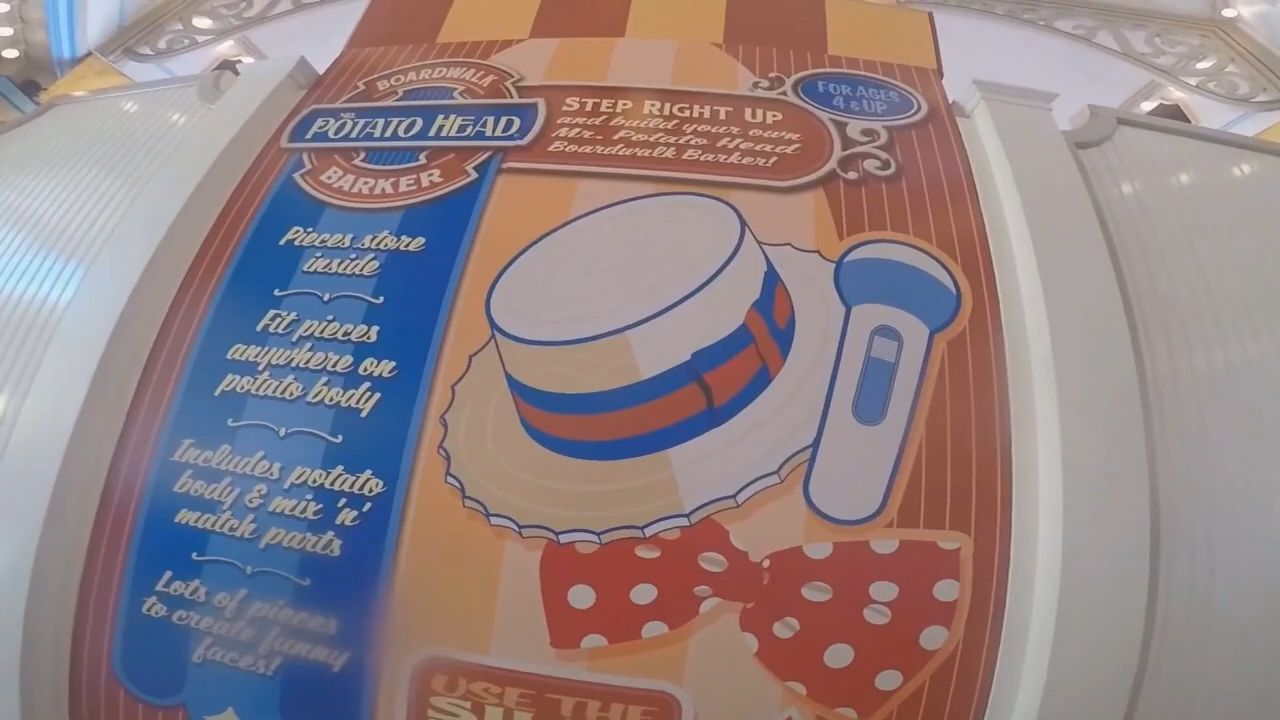 BOARDWALK
MR.
POTATO HEAD
BARKER
STEP RIGHT UP
and build your own
Mr. Potato Head
Boardwalk Barker!
FOR AGES
4 & UP
Pieces store
inside
Fit pieces
anywhere on
potato body
Includes potato
body & mix 'n'
match parts
Lots of pieces
to create funny
faces!
USE THE